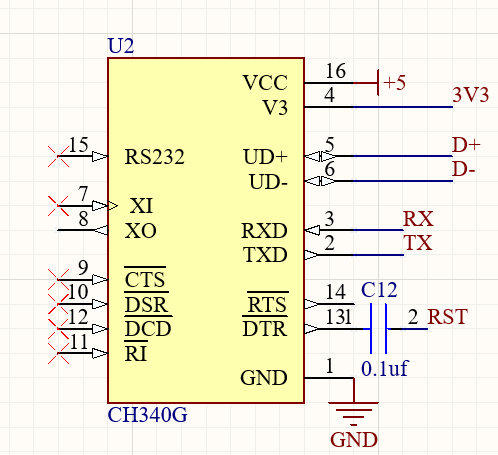 U2
VCC 16 +5
V3 4 3V3
15 RS232 UD+ 5 D+
UD- 6 D-
7 XI
8 XO RXD 3 RX
TXD 2 TX
9 CTS
10 DSR RTS 14 C12
12 DCD DTR 13 1 2 RST
11 RI 0.1uf
GND 1
CH340G
GND